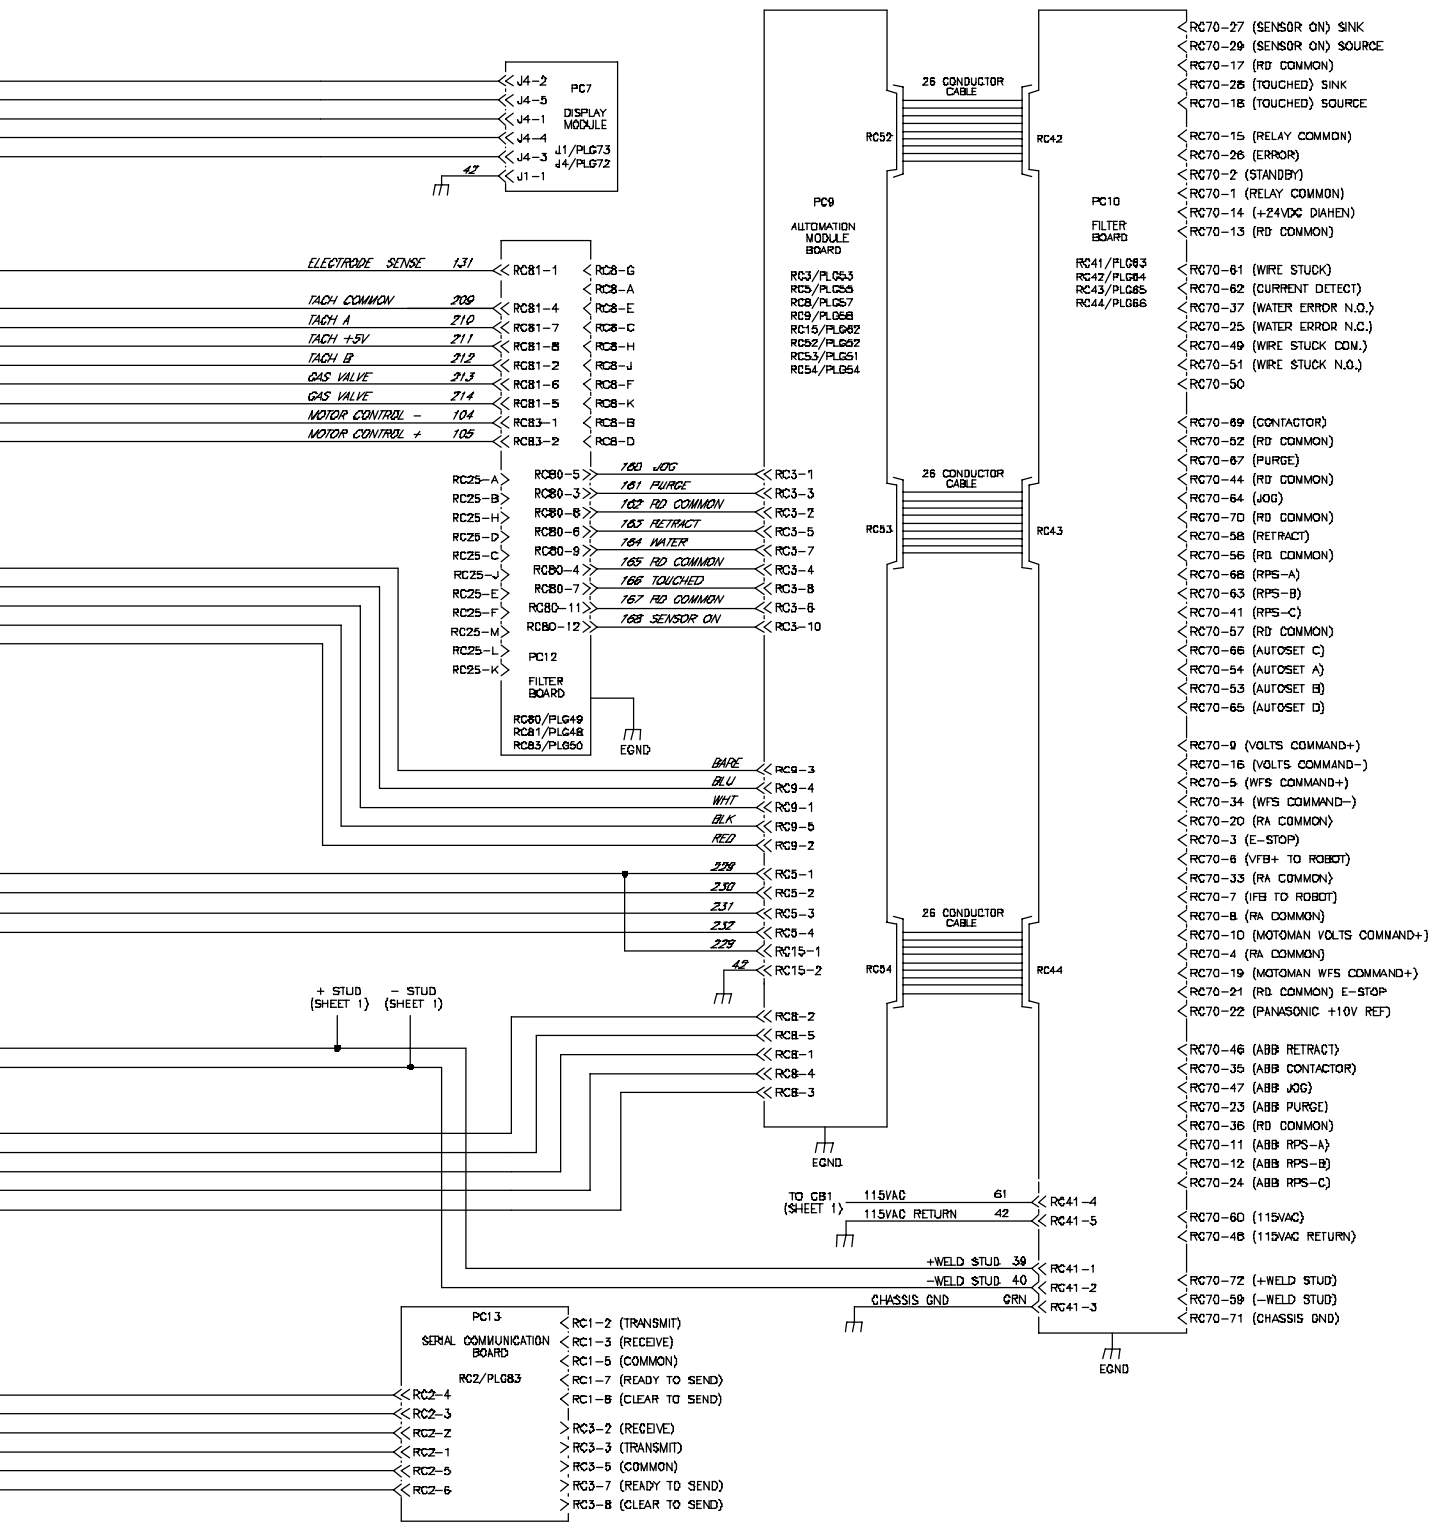 J4-2
J4-5
J4-1
J4-4
J4-3
J1-1
42
PC7
DISPLAY
MODULE
J1/PLG73
J4/PLG72
ELECTRODE SENSE 131
TACH COMMON 209
TACH A 210
TACH +5V 211
TACH B 212
GAS VALVE 213
GAS VALVE 214
MOTOR CONTROL - 104
MOTOR CONTROL + 105
RC81-1
RC81-4
RC81-7
RC81-8
RC81-2
RC81-6
RC81-5
RC83-1
RC83-2
RC8-G
RC8-A
RC8-E
RC8-C
RC8-H
RC8-J
RC8-F
RC8-K
RC8-B
RC8-D
RC25-A
RC25-B
RC25-H
RC25-D
RC25-C
RC25-J
RC25-E
RC25-F
RC25-M
RC25-L
RC25-K
RC80-5
RC80-3
RC80-8
RC80-6
RC80-9
RC80-4
RC80-7
RC80-11
RC80-12
PC12
FILTER
BOARD
RC80/PLG49
RC81/PLG48
RC83/PLG50
EGND
160 JOG
161 PURGE
162 RD COMMON
163 RETRACT
164 WATER
165 RD COMMON
166 TOUCHED
167 RD COMMON
168 SENSOR ON
RC3-1
RC3-3
RC3-2
RC3-5
RC3-7
RC3-4
RC3-8
RC3-6
RC3-10
PC9
AUTOMATION
MODULE
BOARD
RC3/PLG53
RC5/PLG55
RC8/PLG57
RC9/PLG58
RC15/PLG62
RC52/PLG52
RC53/PLG51
RC54/PLG54
BARE RC9-3
BLU RC9-4
WHT RC9-1
BLK RC9-5
RED RC9-2
229 RC5-1
230 RC5-2
231 RC5-3
232 RC5-4
229 RC15-1
42 RC15-2
RC8-2
RC8-5
RC8-1
RC8-4
RC8-3
EGND
+ STUD
(SHEET 1)
- STUD
(SHEET 1)
RC52
26 CONDUCTOR
CABLE
RC42
RC53
26 CONDUCTOR
CABLE
RC43
RC54
26 CONDUCTOR
CABLE
RC44
PC10
FILTER
BOARD
RC41/PLG63
RC42/PLG64
RC43/PLG65
RC44/PLG66
TO CB1
(SHEET 1)
115VAC 61 RC41-4
115VAC RETURN 42 RC41-5
+WELD STUD 39 RC41-1
-WELD STUD 40 RC41-2
CHASSIS GND GRN RC41-3
EGND
RC70-27 (SENSOR ON) SINK
RC70-29 (SENSOR ON) SOURCE
RC70-17 (RD COMMON)
RC70-28 (TOUCHED) SINK
RC70-18 (TOUCHED) SOURCE
RC70-15 (RELAY COMMON)
RC70-26 (ERROR)
RC70-2 (STANDBY)
RC70-1 (RELAY COMMON)
RC70-14 (+24VDC DIAHEN)
RC70-13 (RD COMMON)
RC70-61 (WIRE STUCK)
RC70-62 (CURRENT DETECT)
RC70-37 (WATER ERROR N.O.)
RC70-25 (WATER ERROR N.C.)
RC70-49 (WIRE STUCK COM.)
RC70-51 (WIRE STUCK N.O.)
RC70-50
RC70-69 (CONTACTOR)
RC70-52 (RD COMMON)
RC70-67 (PURGE)
RC70-44 (RD COMMON)
RC70-64 (JOG)
RC70-70 (RD COMMON)
RC70-58 (RETRACT)
RC70-56 (RD COMMON)
RC70-68 (RPS-A)
RC70-63 (RPS-B)
RC70-41 (RPS-C)
RC70-57 (RD COMMON)
RC70-66 (AUTOSET C)
RC70-54 (AUTOSET A)
RC70-53 (AUTOSET B)
RC70-65 (AUTOSET D)
RC70-9 (VOLTS COMMAND+)
RC70-16 (VOLTS COMMAND-)
RC70-5 (WFS COMMAND+)
RC70-34 (WFS COMMAND-)
RC70-20 (RA COMMON)
RC70-3 (E-STOP)
RC70-6 (VFB+ TO ROBOT)
RC70-33 (RA COMMON)
RC70-7 (IFB TO ROBOT)
RC70-8 (RA COMMON)
RC70-10 (MOTOMAN VOLTS COMMAND+)
RC70-4 (RA COMMON)
RC70-19 (MOTOMAN WFS COMMAND+)
RC70-21 (RD COMMON) E-STOP
RC70-22 (PANASONIC +10V REF)
RC70-46 (ABB RETRACT)
RC70-35 (ABB CONTACTOR)
RC70-47 (ABB JOG)
RC70-23 (ABB PURGE)
RC70-36 (RD COMMON)
RC70-11 (ABB RPS-A)
RC70-12 (ABB RPS-B)
RC70-24 (ABB RPS-C)
RC70-60 (115VAC)
RC70-48 (115VAC RETURN)
RC70-72 (+WELD STUD)
RC70-59 (-WELD STUD)
RC70-71 (CHASSIS GND)
PC13
SERIAL COMMUNICATION
BOARD
RC2/PLG83
RC2-4
RC2-3
RC2-2
RC2-1
RC2-5
RC2-6
RC1-2 (TRANSMIT)
RC1-3 (RECEIVE)
RC1-5 (COMMON)
RC1-7 (READY TO SEND)
RC1-8 (CLEAR TO SEND)
RC3-2 (RECEIVE)
RC3-3 (TRANSMIT)
RC3-5 (COMMON)
RC3-7 (READY TO SEND)
RC3-8 (CLEAR TO SEND)